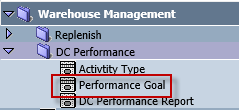 Warehouse Management
Replenish
DC Performance
Activtity Type
Performance Goal
DC Performance Report